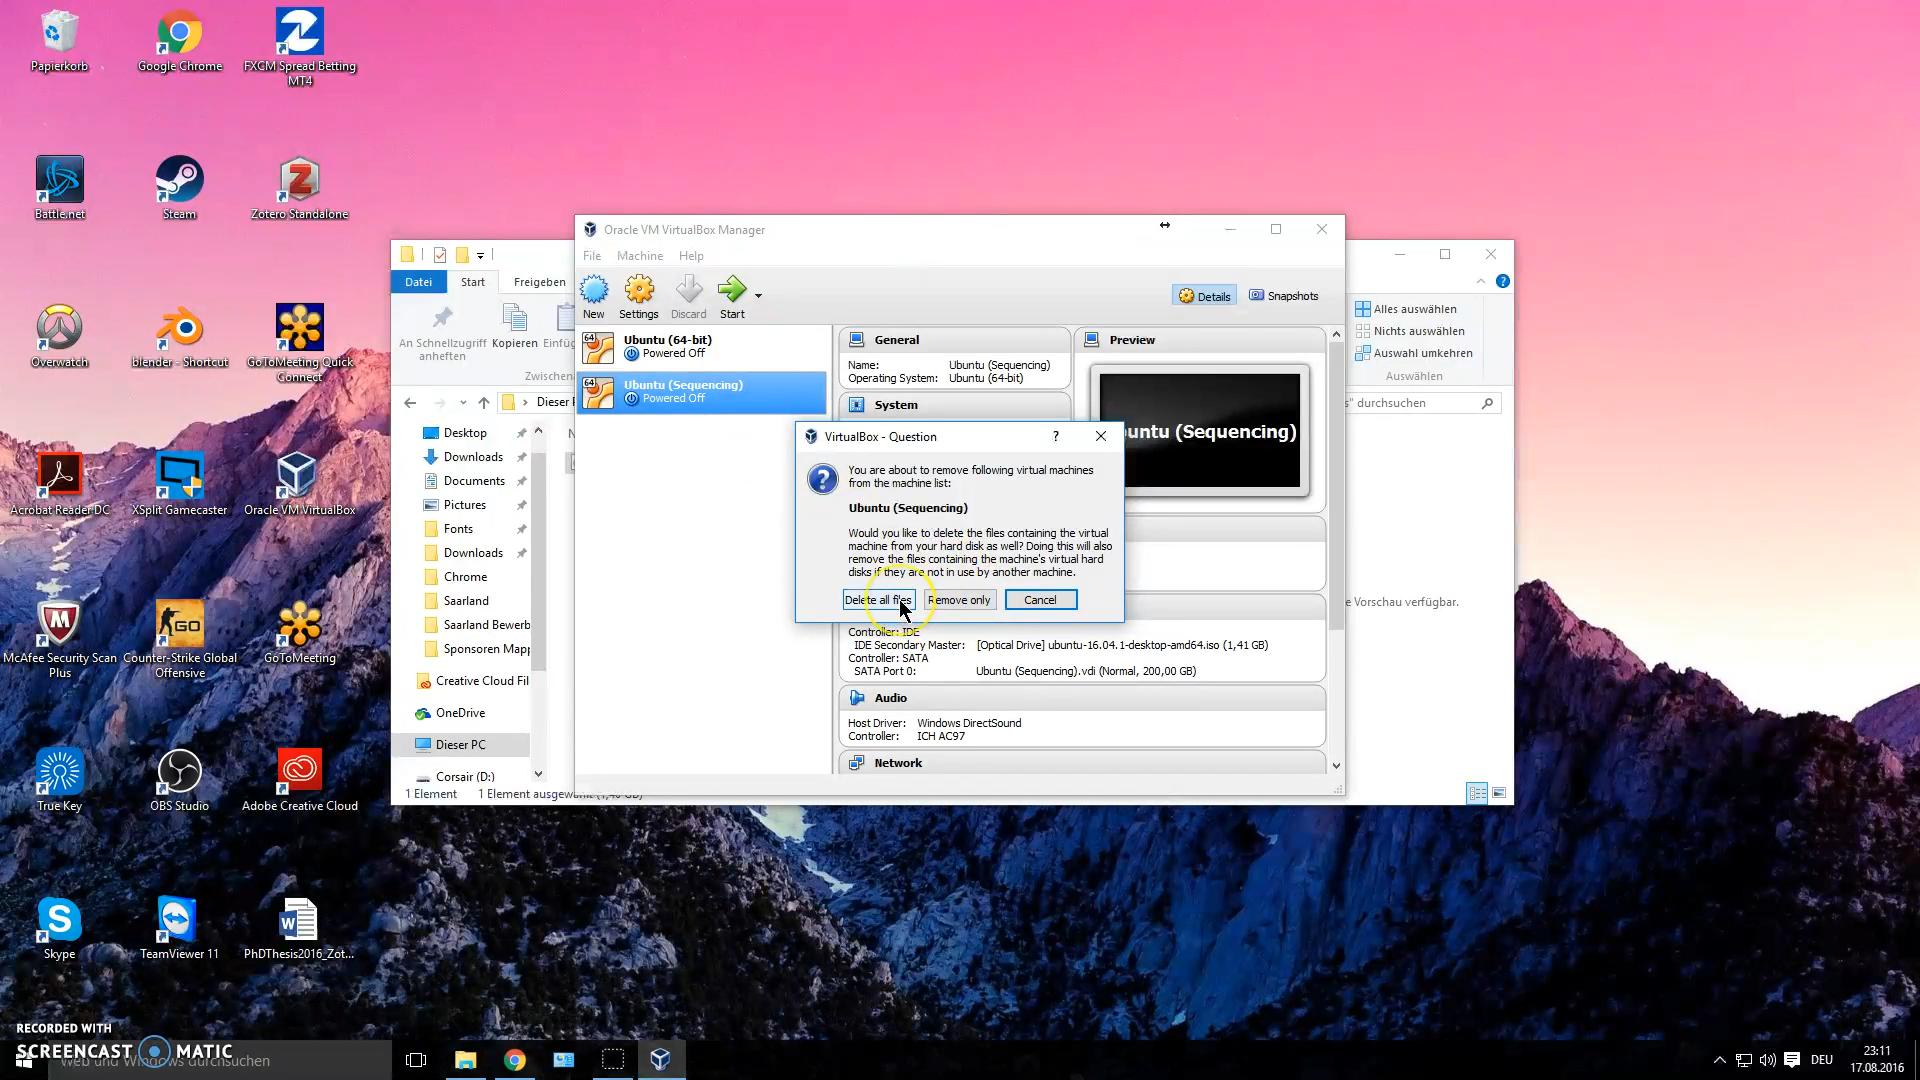 Papierkorb
Google Chrome
FXCM Spread Betting
MT4
Battle.net
Steam
Zotero Standalone
Overwatch
blender - Shortcut
GoToMeeting Quick
Connect
Acrobat Reader DC
XSplit Gamecaster
Oracle VM VirtualBox
McAfee Security Scan
Plus
Counter-Strike Global
Offensive
GoToMeeting
True Key
OBS Studio
Adobe Creative Cloud
Skype
TeamViewer 11
PhDThesis2016_Zot...
Datei
Start
Freigeben
An Schnellzugriff
anheften
Kopieren
Einfüg
Zwischen
Dieser
Desktop
Downloads
Documents
Pictures
Fonts
Downloads
Chrome
Saarland
Saarland Bewerb
Sponsoren Map
Creative Cloud Fil
OneDrive
Dieser PC
Corsair (D:)
1 Element
1 Element ausgewählt
Oracle VM VirtualBox Manager
File
Machine
Help
New
Settings
Discard
Start
Details
Snapshots
64
Ubuntu (64-bit)
Powered Off
64
Ubuntu (Sequencing)
Powered Off
General
Name: Ubuntu (Sequencing)
Operating System: Ubuntu (64-bit)
System
Preview
untu (Sequencing)
VirtualBox - Question
?
You are about to remove following virtual machines
from the machine list:
Ubuntu (Sequencing)
Would you like to delete the files containing the virtual
machine from your hard disk as well? Doing this will also
remove the files containing the machine's virtual hard
disks if they are not in use by another machine.
Delete all files
Remove only
Cancel
Controller: IDE
IDE Secondary Master: [Optical Drive] ubuntu-16.04.1-desktop-amd64.iso (1,41 GB)
Controller: SATA
SATA Port 0: Ubuntu (Sequencing).vdi (Normal, 200,00 GB)
Audio
Host Driver: Windows DirectSound
Controller: ICH AC97
Network
Alles auswählen
Nichts auswählen
Auswahl umkehren
Auswählen
s" durchsuchen
e Vorschau verfügbar.
RECORDED WITH
SCREENCAST MATIC
Web und Windows durchsuchen
DEU
23:11
17.08.2016